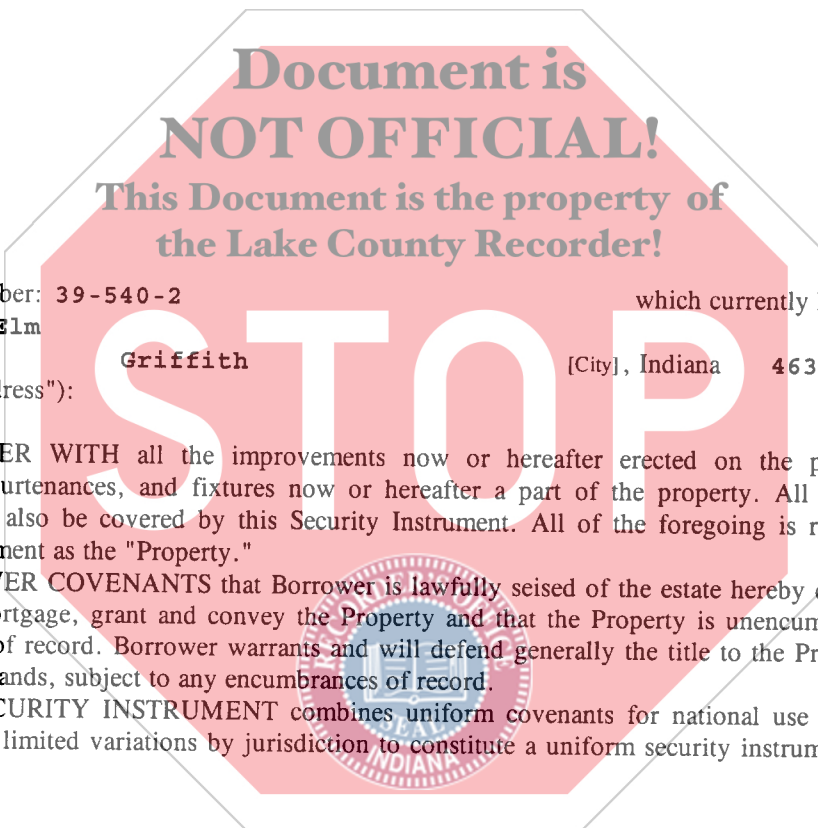 Document is
NOT OFFICIAL!
This Document is the property of
the Lake County Recorder!
ber: 39-540-2 which currently
Elm
Griffith [City], Indiana 463
ress"):
STOP
ER WITH all the improvements now or hereafter erected on the p
urtenances, and fixtures now or hereafter a part of the property. All
also be covered by this Security Instrument. All of the foregoing is r
ment as the "Property."
ER COVENANTS that Borrower is lawfully seised of the estate hereby
rtgage, grant and convey the Property and that the Property is unencum
of record. Borrower warrants and will defend generally the title to the Pr
ands, subject to any encumbrances of record.
CURITY INSTRUMENT combines uniform covenants for national use
limited variations by jurisdiction to constitute a uniform security instrum
RECORDER'S OFFICE
SEAL
INDIANA